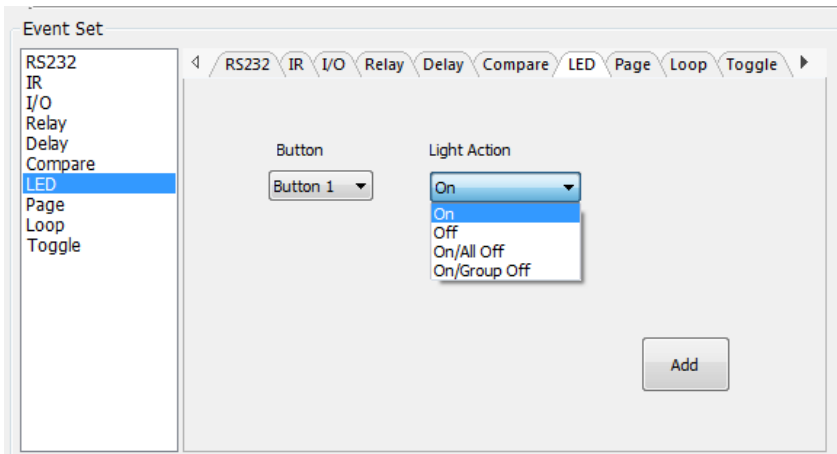 Event Set
RS232
IR
I/O
Relay
Delay
Compare
LED
Page
Loop
Toggle
RS232 IR I/O Relay Delay Compare LED Page Loop Toggle
Button Light Action
Button 1 On
On
Off
On/All Off
On/Group Off
Add